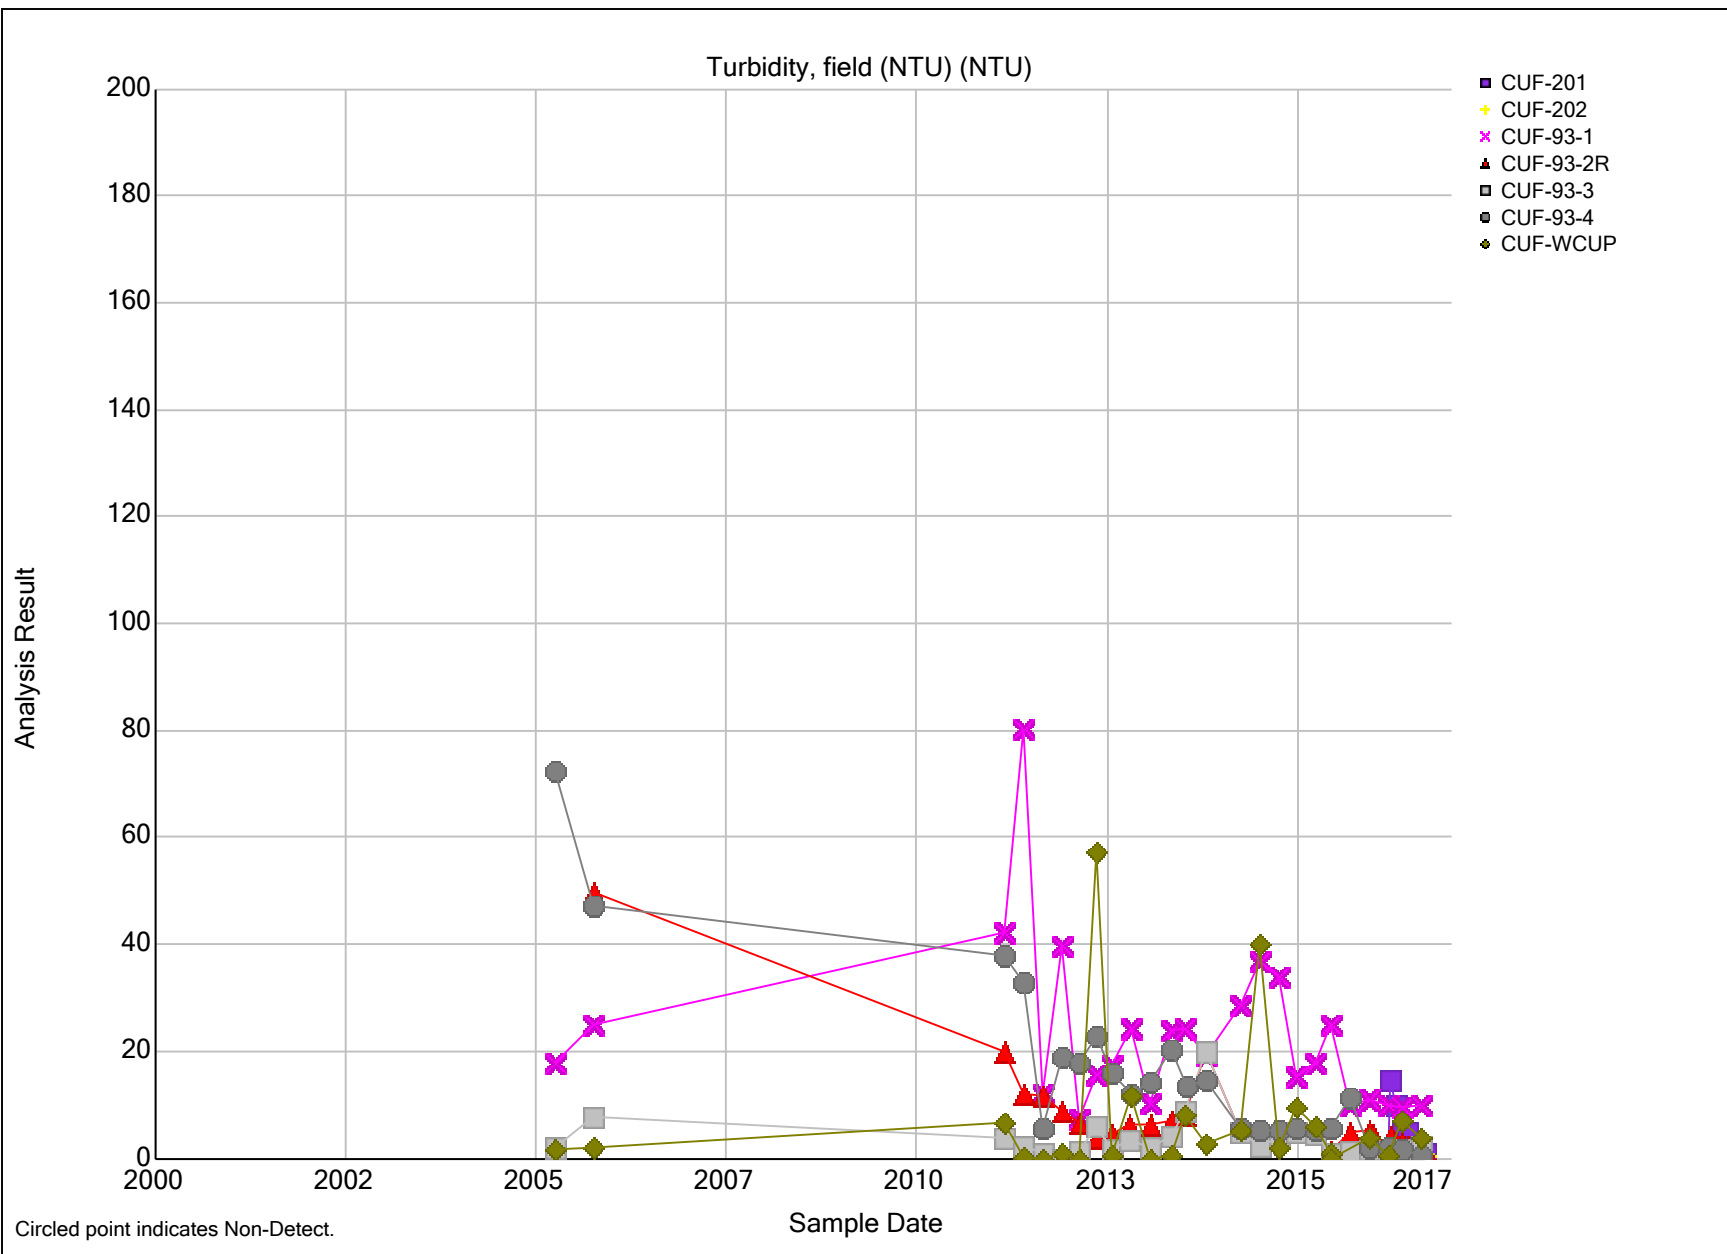 Turbidity, field (NTU) (NTU)
200
180
160
140
120
100
80
60
40
20
0
Analysis Result
2000
2002
2005
2007
2010
2013
2015
2017
Sample Date
CUF-201
CUF-202
CUF-93-1
CUF-93-2R
CUF-93-3
CUF-93-4
CUF-WCUP
Circled point indicates Non-Detect.